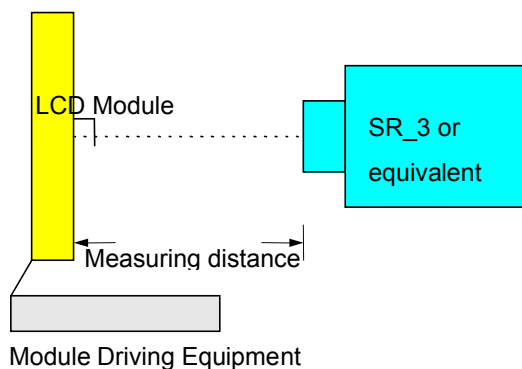 LCD Module
SR_3 or
equivalent
Measuring distance
Module Driving Equipment